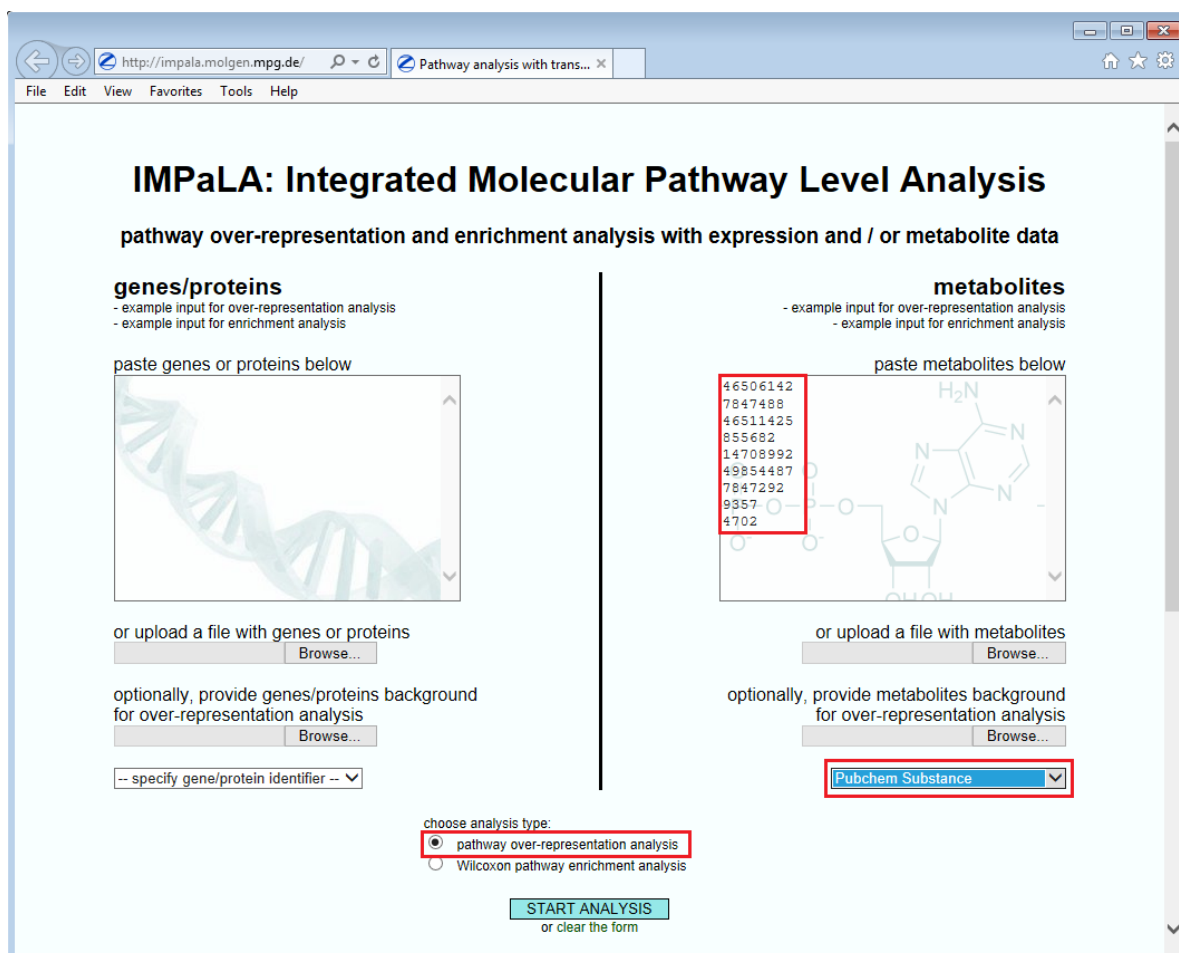 http://impala.molgen.mpg.de/
Pathway analysis with trans...
File Edit View Favorites Tools Help
IMPaLA: Integrated Molecular Pathway Level Analysis
pathway over-representation and enrichment analysis with expression and / or metabolite data
genes/proteins
- example input for over-representation analysis
- example input for enrichment analysis
paste genes or proteins below
or upload a file with genes or proteins
Browse...
optionally, provide genes/proteins background
for over-representation analysis
Browse...
-- specify gene/protein identifier --
metabolites
- example input for over-representation analysis
- example input for enrichment analysis
paste metabolites below
46506142
7847488
46511425
855682
14708992
49854487
7847292
9357
4702
H₂N
N
N
N
N
O
O
P
O
P
O
O⁻
O⁻
O
OH OH
or upload a file with metabolites
Browse...
optionally, provide metabolites background
for over-representation analysis
Browse...
Pubchem Substance
choose analysis type:
pathway over-representation analysis
Wilcoxon pathway enrichment analysis
START ANALYSIS
or clear the form